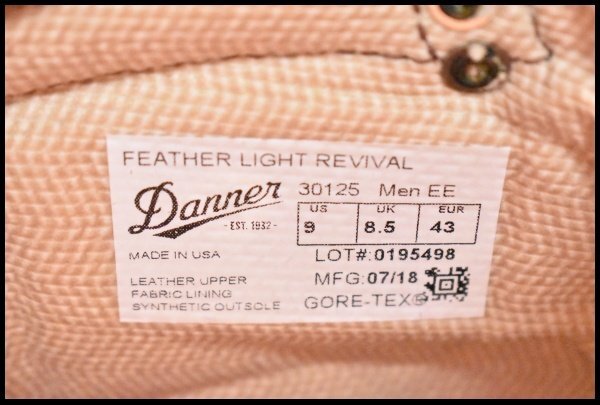 FEATHER LIGHT REVIVAL
Danner
-EST. 1932-
30125 Men EE
US UK EUR
9 8.5 43
MADE IN USA
LOT#:0195498
LEATHER UPPER
FABRIC LINING
SYNTHETIC OUTSOLE
MFG:07/18
GORE-TEX®